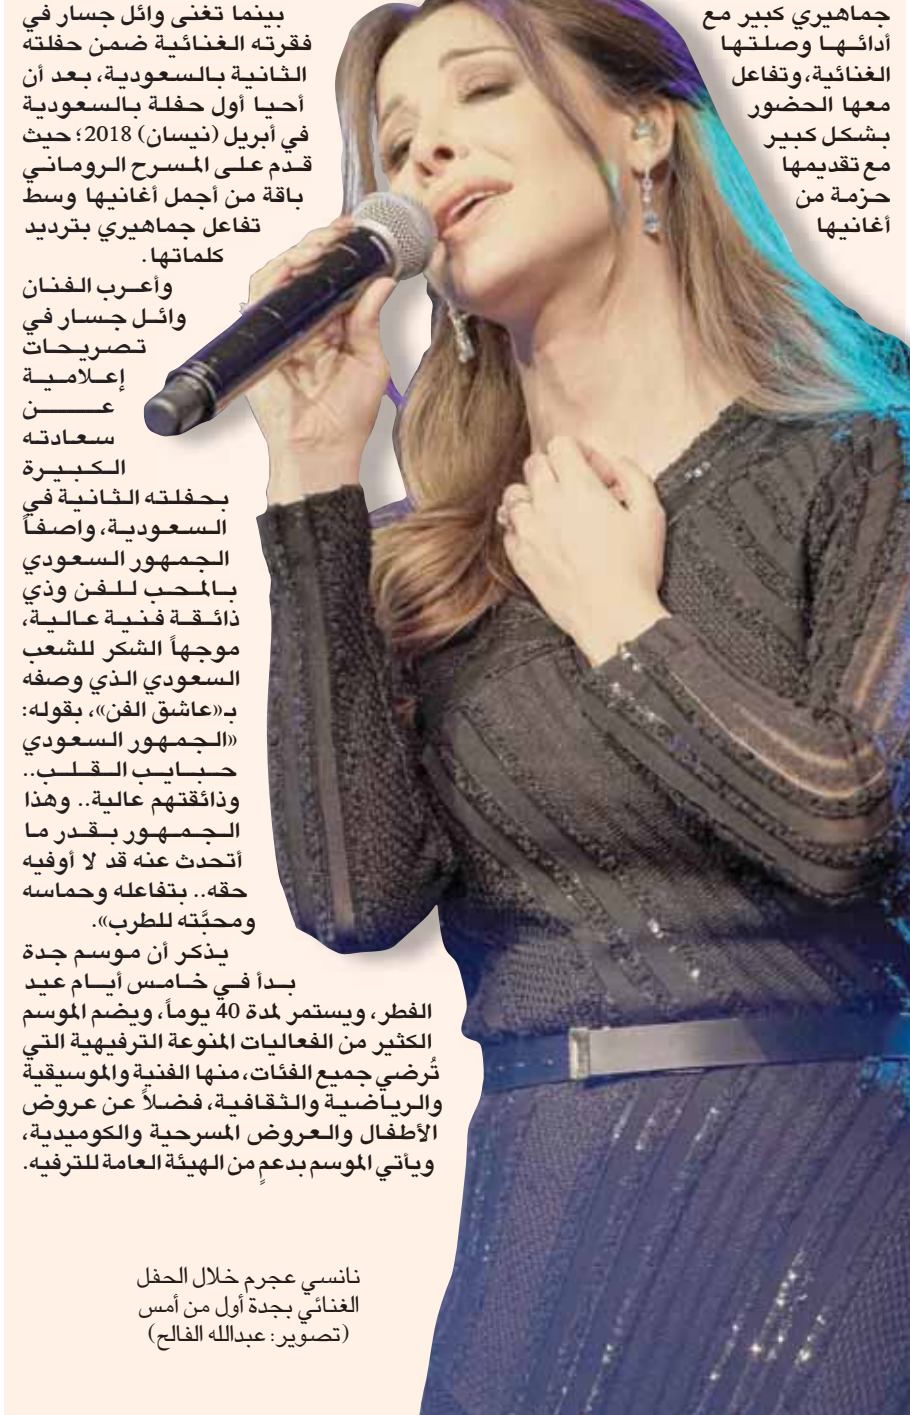 جماهيري كبير مع
أدائها وصلتها
الغنائية، وتفاعل
معها الحضور
بشكل كبير
مع تقديمها
حزمة من
أغانيها
بينما تغنى وائل جسار في
فقرته الغنائية ضمن حفلته
الثانية بالسعودية، بعد أن
أحيا أول حفلة بالسعودية
في أبريل (نيسان) 2018؛ حيث
قدم على المسرح الروماني
باقة من أجمل أغانيها وسط
تفاعل جماهيري بترديد
كلماتها.
وأعرب الفنان
وائل جسار في
تصريحات
إعلامية
عن
سعادته
الكبيرة
بحفلته الثانية في
السعودية، واصفاً
الجمهور السعودي
بالمحب للفن وذي
ذائقة فنية عالية،
موجهاً الشكر للشعب
السعودي الذي وصفه
بـ«عاشق الفن»، بقوله:
«الجمهور السعودي
حبايب القلب..
وذائقتهم عالية.. وهذا
الجمهور بقدر ما
أتحدث عنه قد لا أوفيه
حقه.. بتفاعله وحماسه
ومحبَّته للطرب».
يذكر أن موسم جدة
بدأ في خامس أيام عيد
الفطر، ويستمر لمدة 40 يوماً، ويضم الموسم
الكثير من الفعاليات المنوعة الترفيهية التي
تُرضي جميع الفئات، منها الفنية والموسيقية
والرياضية والثقافية، فضلاً عن عروض
الأطفال والعروض المسرحية والكوميدية،
ويأتي الموسم بدعمٍ من الهيئة العامة للترفيه.
نانسي عجرم خلال الحفل
الغنائي بجدة أول من أمس
(تصوير: عبدالله الفالح)